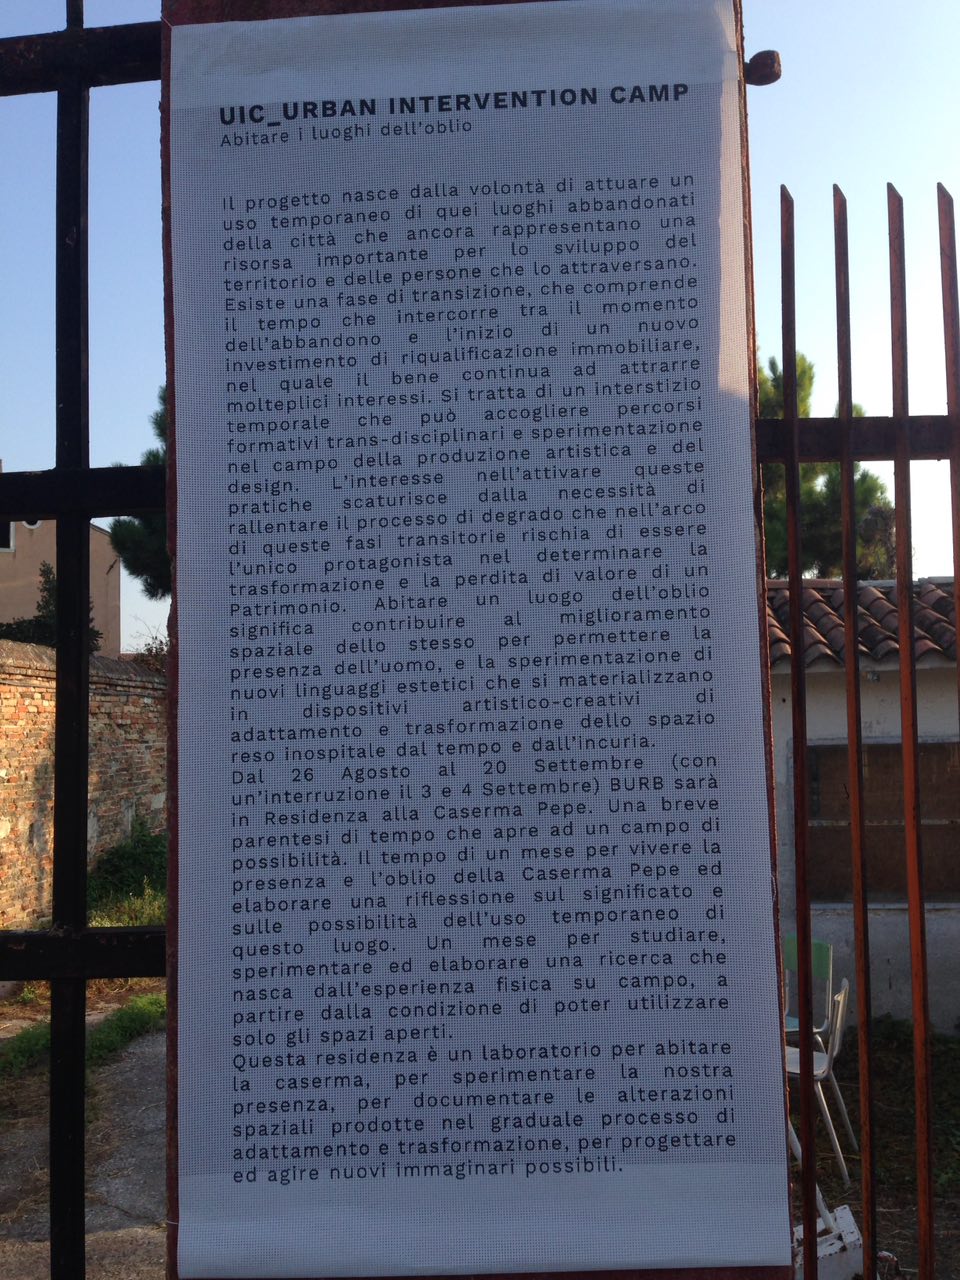 UIC_URBAN INTERVENTION CAMP
Abitare i luoghi dell'oblio
Il progetto nasce dalla volontà di attuare un
uso temporaneo di quei luoghi abbandonati
della città che ancora rappresentano una
risorsa importante per lo sviluppo del
territorio e delle persone che lo attraversano.
Esiste una fase di transizione, che comprende
il tempo che intercorre tra il momento
dell'abbandono e l'inizio di un nuovo
investimento di riqualificazione immobiliare,
nel quale il bene continua ad attrarre
molteplici interessi. Si tratta di un interstizio
temporale che può accogliere percorsi
formativi trans-disciplinari e sperimentazione
nel campo della produzione artistica e del
design. L'interesse nell'attivare queste
pratiche scaturisce dalla necessità di
rallentare il processo di degrado che nell'arco
di queste fasi transitorie rischia di essere
l'unico protagonista nel determinare la
trasformazione e la perdita di valore di un
Patrimonio. Abitare un luogo dell'oblio
significa contribuire al miglioramento
spaziale dello stesso per permettere la
presenza dell'uomo, e la sperimentazione di
nuovi linguaggi estetici che si materializzano
in dispositivi artistico-creativi di
adattamento e trasformazione dello spazio
reso inospitale dal tempo e dall'incuria.
Dal 26 Agosto al 20 Settembre (con
un'interruzione il 3 e 4 Settembre) BURB sarà
in Residenza alla Caserma Pepe. Una breve
parentesi di tempo che apre ad un campo di
possibilità. Il tempo di un mese per vivere la
presenza e l'oblio della Caserma Pepe ed
elaborare una riflessione sul significato e
sulle possibilità dell'uso temporaneo di
questo luogo. Un mese per studiare,
sperimentare ed elaborare una ricerca che
nasca dall'esperienza fisica su campo, a
partire dalla condizione di poter utilizzare
solo gli spazi aperti.
Questa residenza è un laboratorio per abitare
la caserma, per sperimentare la nostra
presenza, per documentare le alterazioni
spaziali prodotte nel graduale processo di
adattamento e trasformazione, per progettare
ed agire nuovi immaginari possibili.